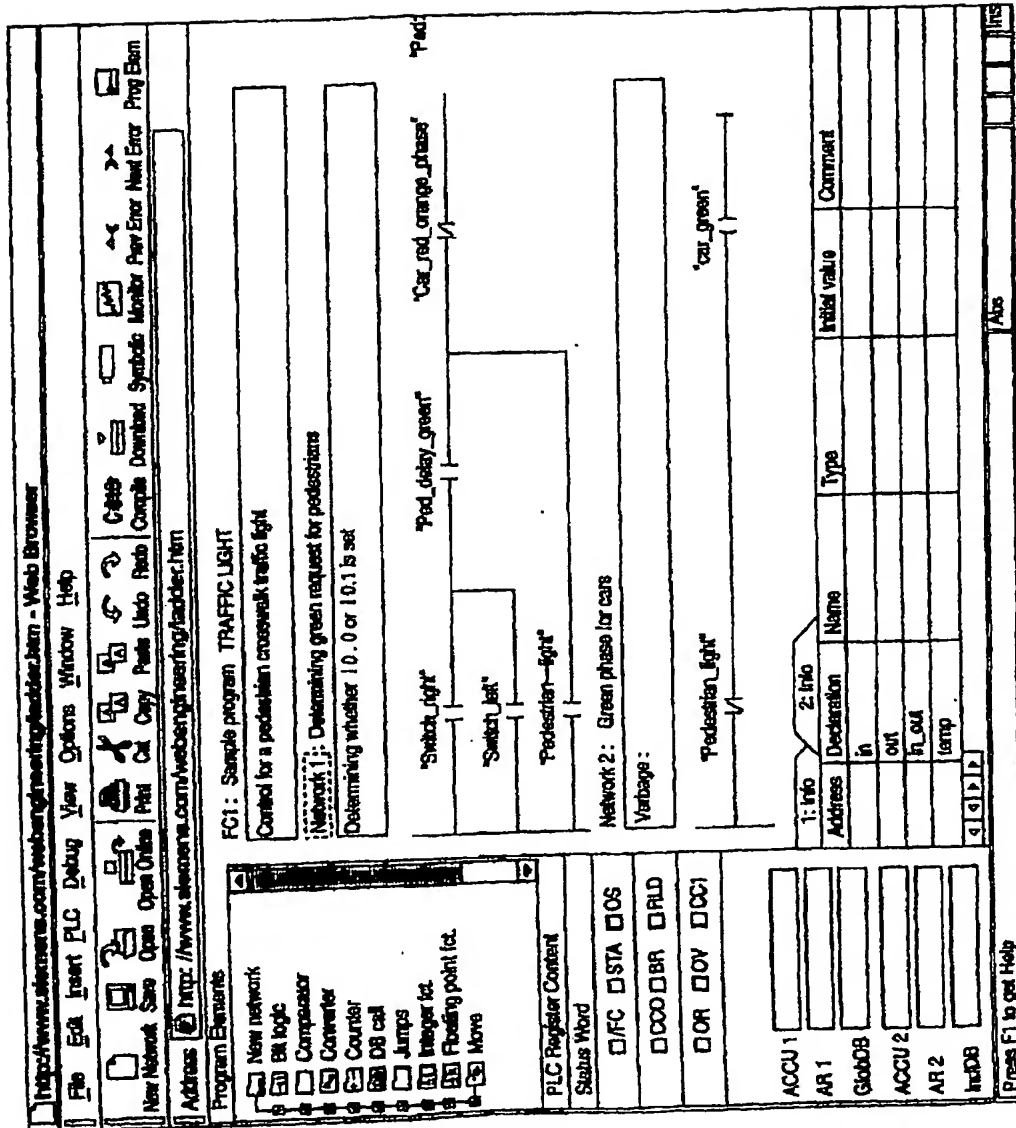 http://www.siemens.com/webengineering/ladder.htm - Web Browser
File Edit Insert PLC Debug View Options Window Help
New Network Save Open Open Online Print Cut Copy Paste Undo Redo Compile Download Symbolic Monitor Prev Error Next Error Prog Elem
Address http://www.siemens.com/webengineering/ladder.htm
Program Elements
New network
Bit logic
Comparator
Converter
Counter
DB call
Jumps
Integer fct.
Floating point fct.
Move
PLC Register Content
Status Word
/FC STA OS
CCO BR RLD
OR OV CC1
ACCU 1
AR 1
GlobDB
ACCU 2
AR 2
InstDB
FC1: Sample program TRAFFIC LIGHT
Control for a pedestrian crosswalk traffic light
Network 1: Determining green request for pedestrians
Determining whether I 0.0 or I 0.1 is set
"Switch_right" "Ped_delay_green" "Car_red_orange_phase" "Ped:
"Switch_left"
"Pedestrian-light"
Network 2: Green phase for cars
Varbage:
"Pedestrian_light" "car_green"
1: Info 2: Info
Address Declaration Name Type Initial value Comment
in
out
in_out
temp
Press F1 to get Help Abs Ins